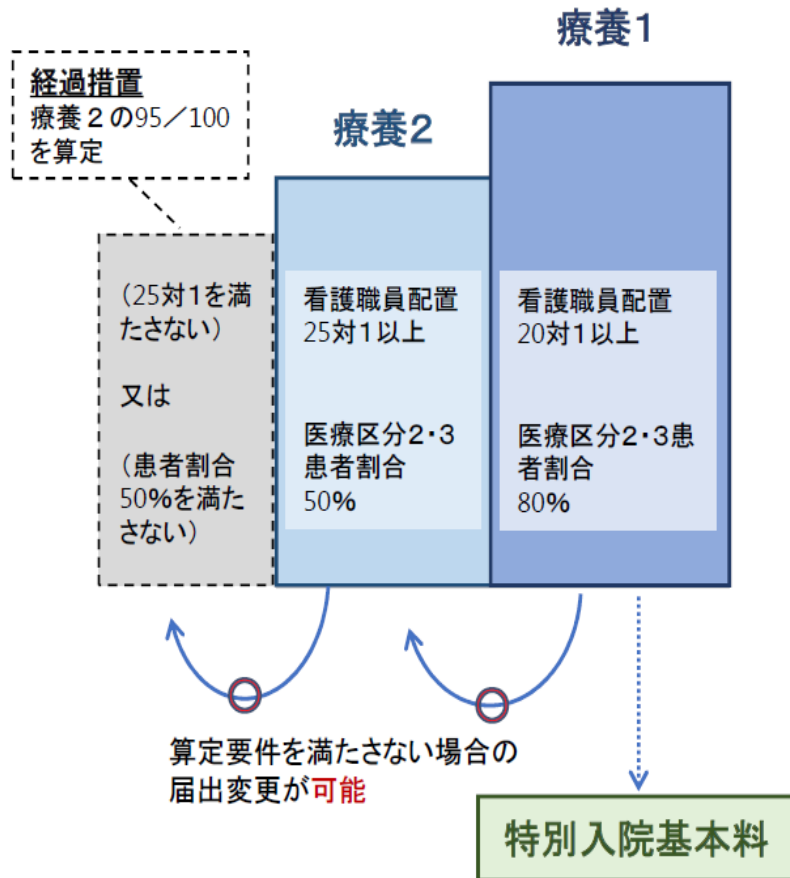 療養1
経過措置
療養2の95/100
を算定
療養2
(25対1を満
たさない)
又は
(患者割合
50%を満た
さない)
看護職員配置
25対1以上
医療区分2・3
患者割合
50%
看護職員配置
20対1以上
医療区分2・3患
者割合
80%
算定要件を満たさない場合の
届出変更が可能
特別入院基本料